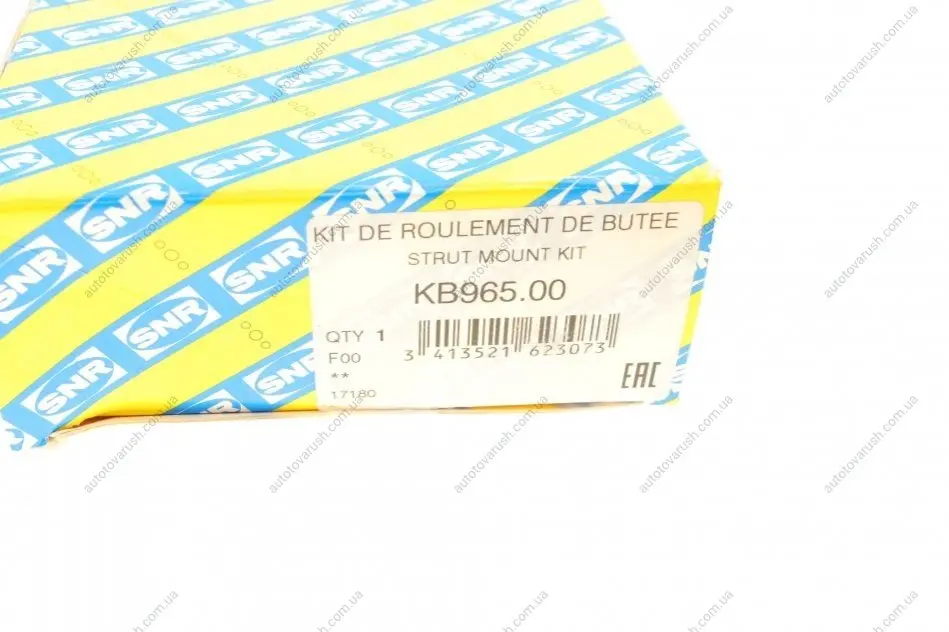 SNR
KIT DE ROULEMENT DE BUTEE
STRUT MOUNT KIT
KB965.00
QTY 1
3 413521 623073
F00
**
17180
EAC
autotovarush.com.ua